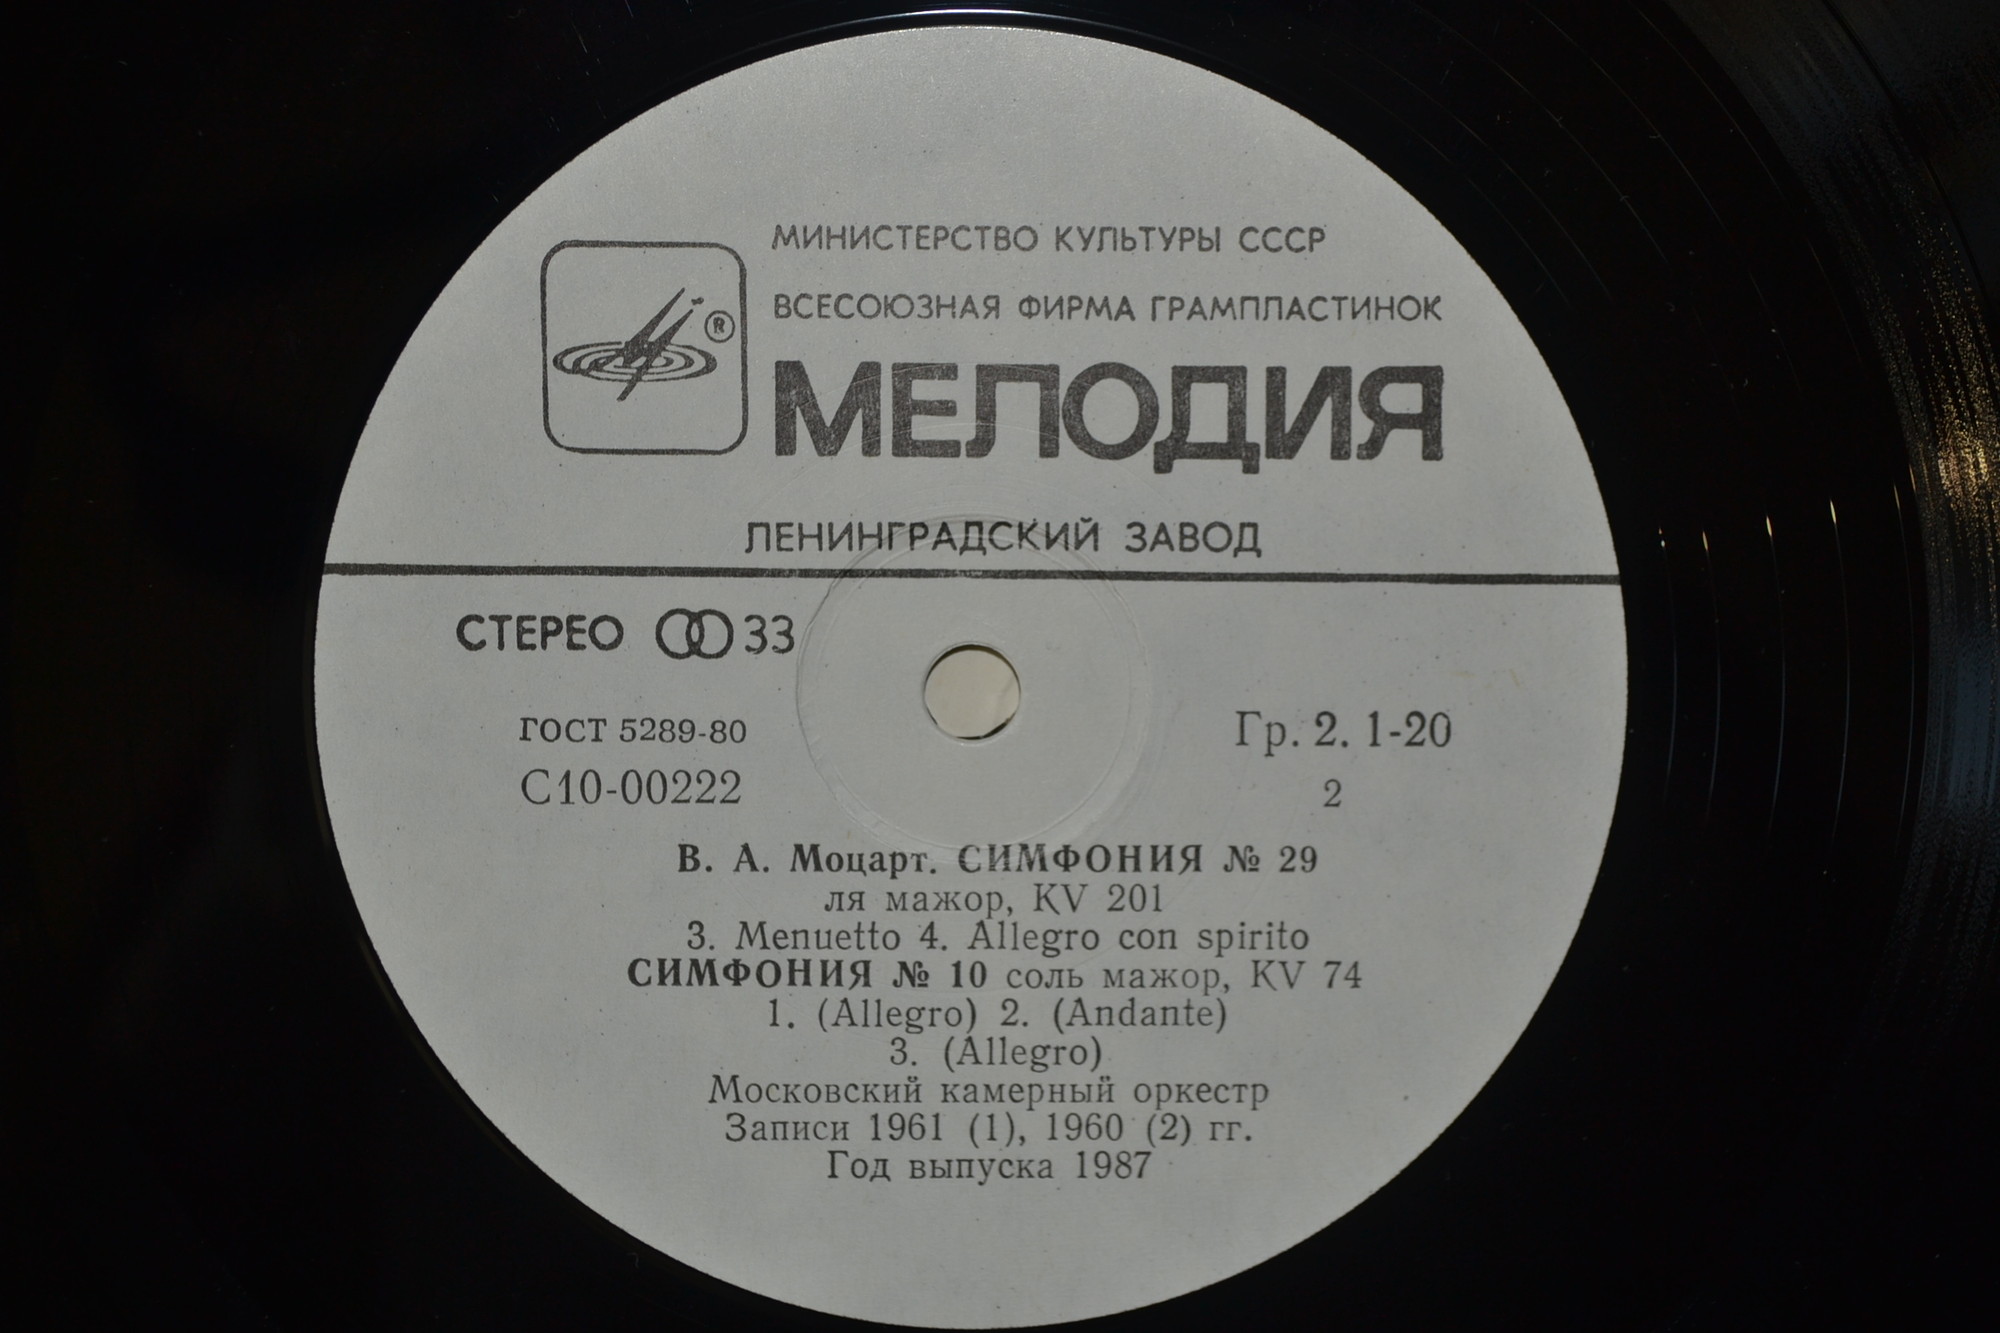 МИНИСТЕРСТВО КУЛЬТУРЫ СССР
ВСЕСОЮЗНАЯ ФИРМА ГРАМПЛАСТИНОК
®
МЕЛОДИЯ
ЛЕНИНГРАДСКИЙ ЗАВОД
СТЕРЕО 33
ГОСТ 5289-80
Гр. 2. 1-20
С10-00222
2
В. А. Моцарт. СИМФОНИЯ № 29
ля мажор, KV 201
3. Menuetto 4. Allegro con spirito
СИМФОНИЯ № 10 соль мажор, KV 74
1. (Allegro) 2. (Andante)
3. (Allegro)
Московский камерный оркестр
Записи 1961 (1), 1960 (2) гг.
Год выпуска 1987